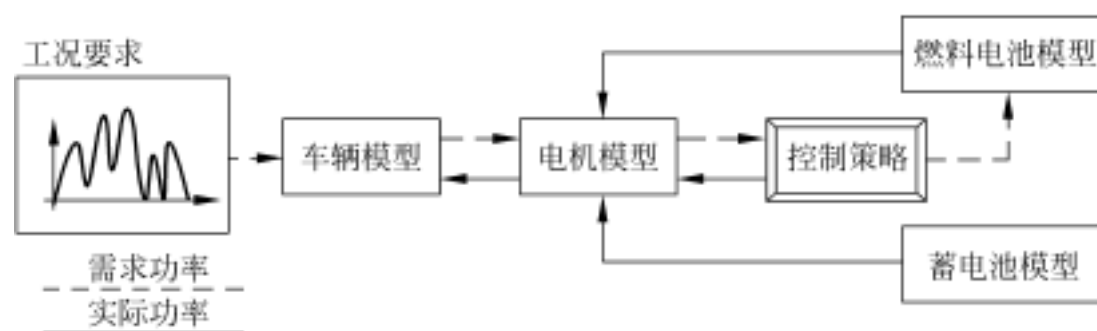 工况要求
燃料电池模型
车辆模型
电机模型
控制策略
蓄电池模型
需求功率
实际功率